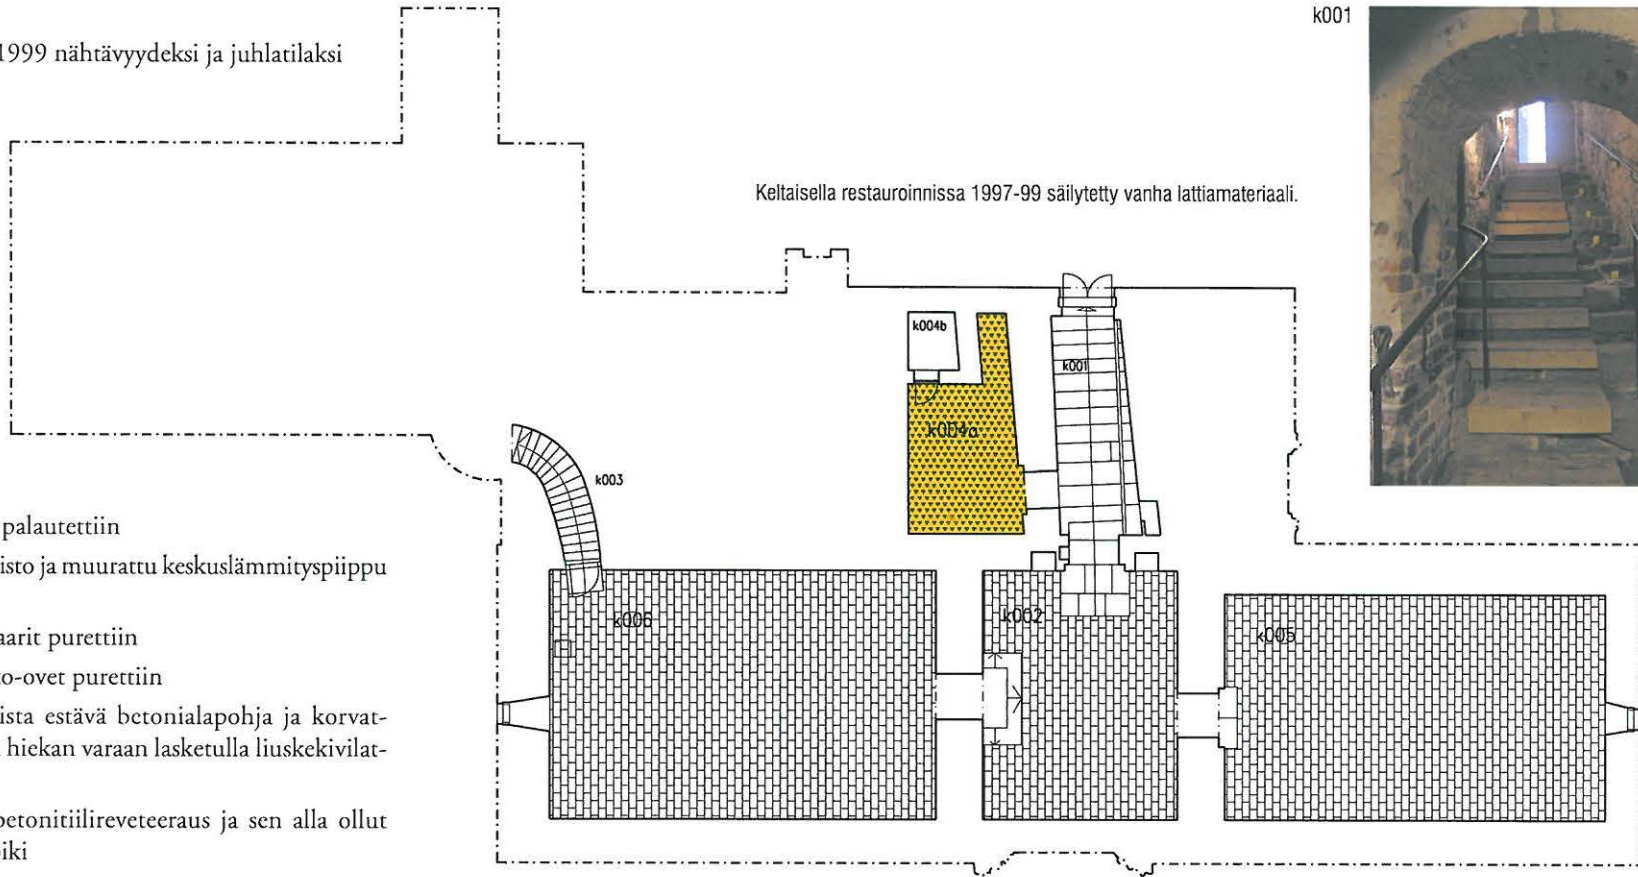 k001
1999 nähtävyydeksi ja juhlatilaksi
Keltaisella restauroinnissa 1997-99 säilytetty vanha lattiamateriaali.
k004b
k001
k004a
k003
palautettiin
isto ja muurattu keskuslämmityspiippu
k006
k002
k005
aarit purettiin
to-ovet purettiin
ista estävä betonialapohja ja korvat-
hiekan varaan lasketulla liuskekivilat-
betonitiilireveteeraus ja sen alla ollut
piki